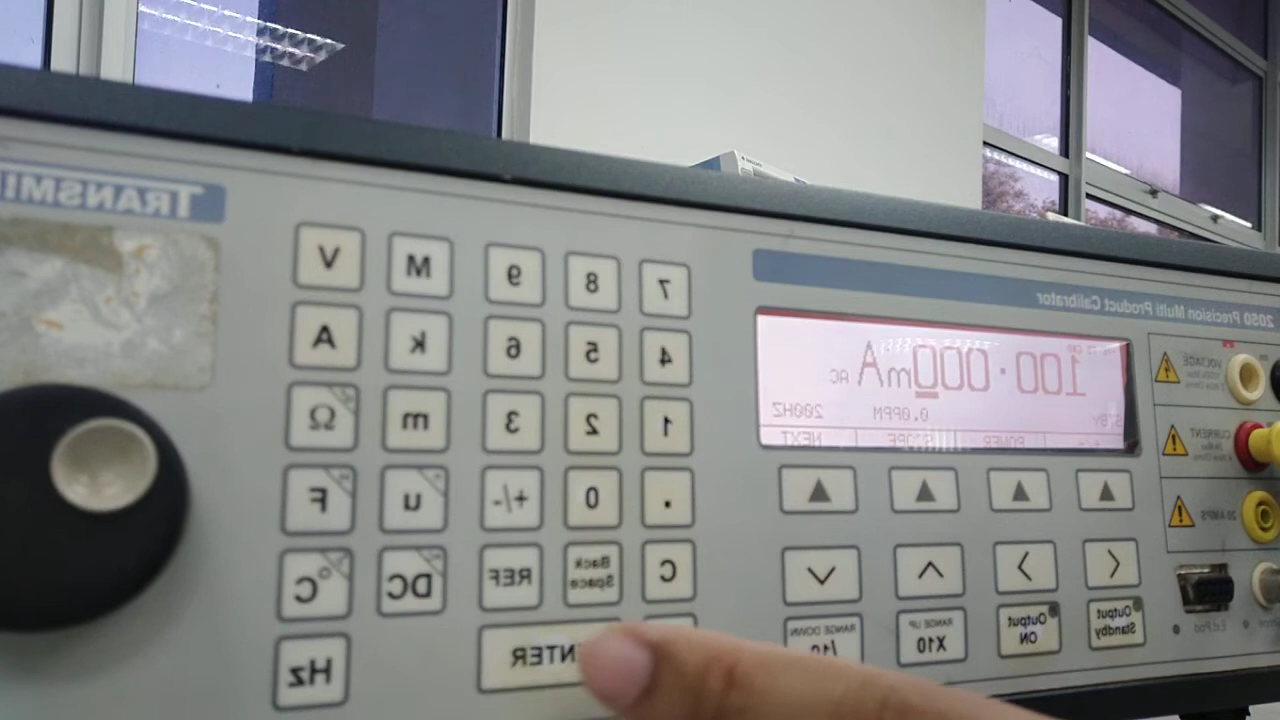 2050 Precision Multi Product Calibrator
TRANSMI
VOLTAGE
CURRENT
20 AMPS
100.000mA AC
0.0PPM 200HZ
POWER SCOPE NEXT
7 8 9 M V
4 5 6 k A
1 2 3 m Ω
. 0 +/- u F
C Back Space REF DC °C
ENTER Hz
Output Standby
Output ON
RANGE UP
X10
RANGE DOWN
/10